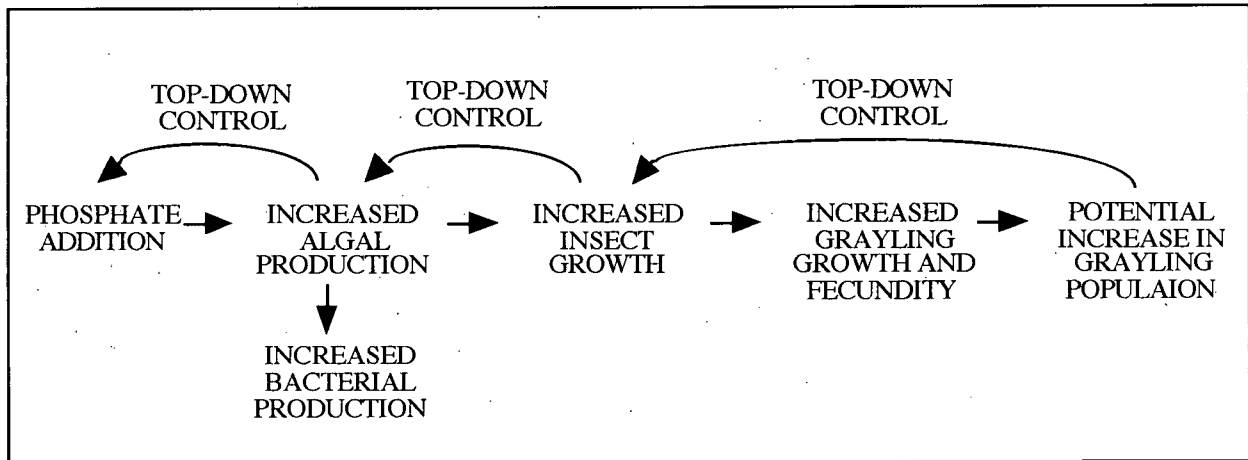 TOP-DOWN
CONTROL
TOP-DOWN
CONTROL
TOP-DOWN
CONTROL
PHOSPHATE
ADDITION
INCREASED
ALGAL
PRODUCTION
INCREASED
INSECT
GROWTH
INCREASED
GRAYLING
GROWTH AND
FECUNDITY
POTENTIAL
INCREASE IN
GRAYLING
POPULAION
INCREASED
BACTERIAL
PRODUCTION